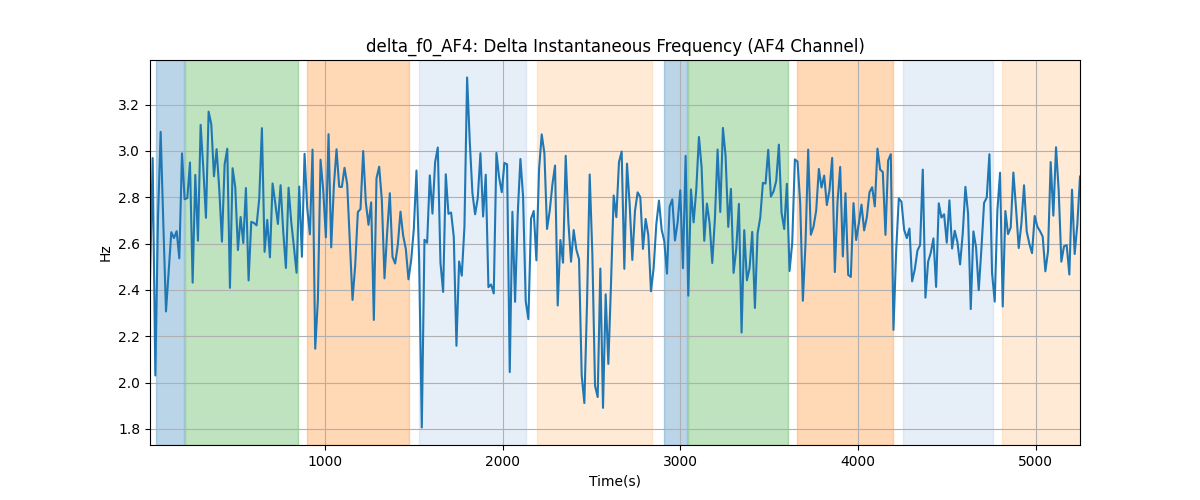 delta_f0_AF4: Delta Instantaneous Frequency (AF4 Channel)
Hz
3.2
3.0
2.8
2.6
2.4
2.2
2.0
1.8
1000 2000 3000 4000 5000
Time(s)